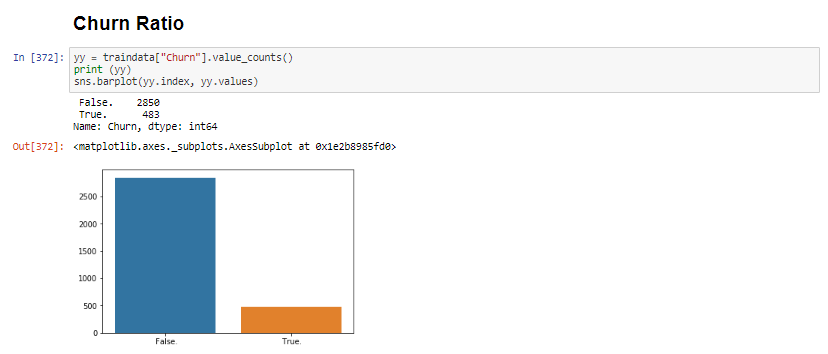 Churn Ratio
In [372]: yy = traindata["Churn"].value_counts()
print (yy)
sns.barplot(yy.index, yy.values)
False. 2850
True. 483
Name: Churn, dtype: int64
Out[372]: <matplotlib.axes._subplots.AxesSubplot at 0x1e2b8985fd0>
2500
2000
1500
1000
500
0
False. True.